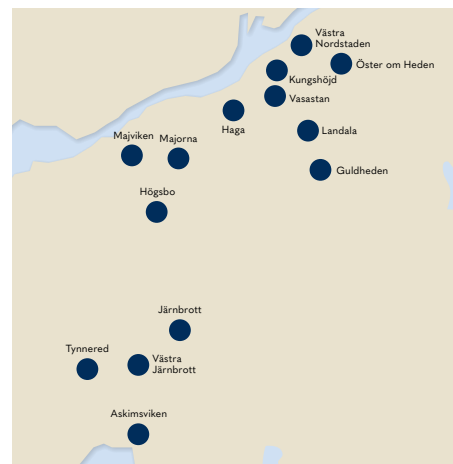 Västra
Nordstaden
Öster om Heden
Kungshöjd
Vasastan
Haga
Landala
Majviken
Majorna
Guldheden
Högsbo
Järnbrott
Tynnered
Västra
Järnbrott
Askimsviken